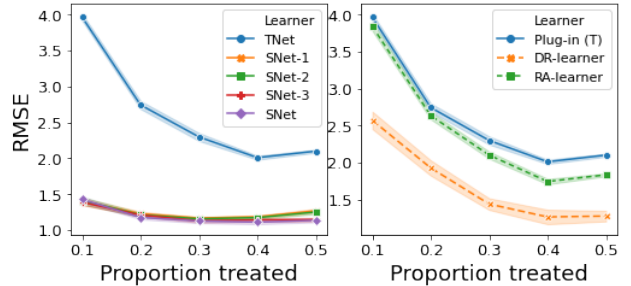 RMSE
4.0
3.5
3.0
2.5
2.0
1.5
1.0
Learner
TNet
SNet-1
SNet-2
SNet-3
SNet
0.1 0.2 0.3 0.4 0.5
Proportion treated
4.0
3.5
3.0
2.5
2.0
1.5
Learner
Plug-in (T)
DR-learner
RA-learner
0.1 0.2 0.3 0.4 0.5
Proportion treated